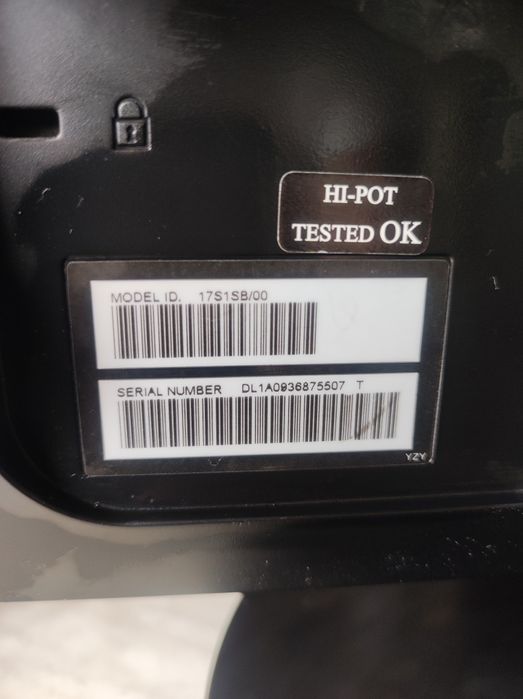 HI-POT
TESTED OK
MODEL ID. 17S1SB/00
SERIAL NUMBER DL1A0936875507 T
YZY